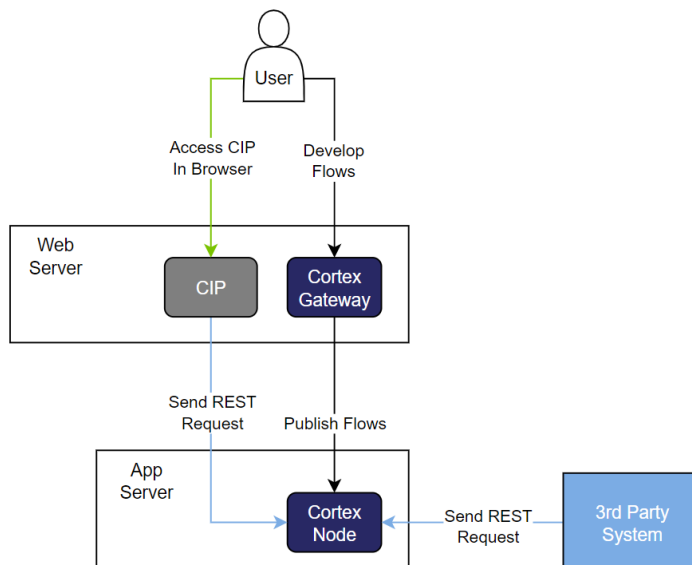 User
Access CIP
In Browser
Develop
Flows
Web
Server
CIP
Cortex
Gateway
Send REST
Request
Publish Flows
App
Server
Cortex
Node
Send REST
Request
3rd Party
System